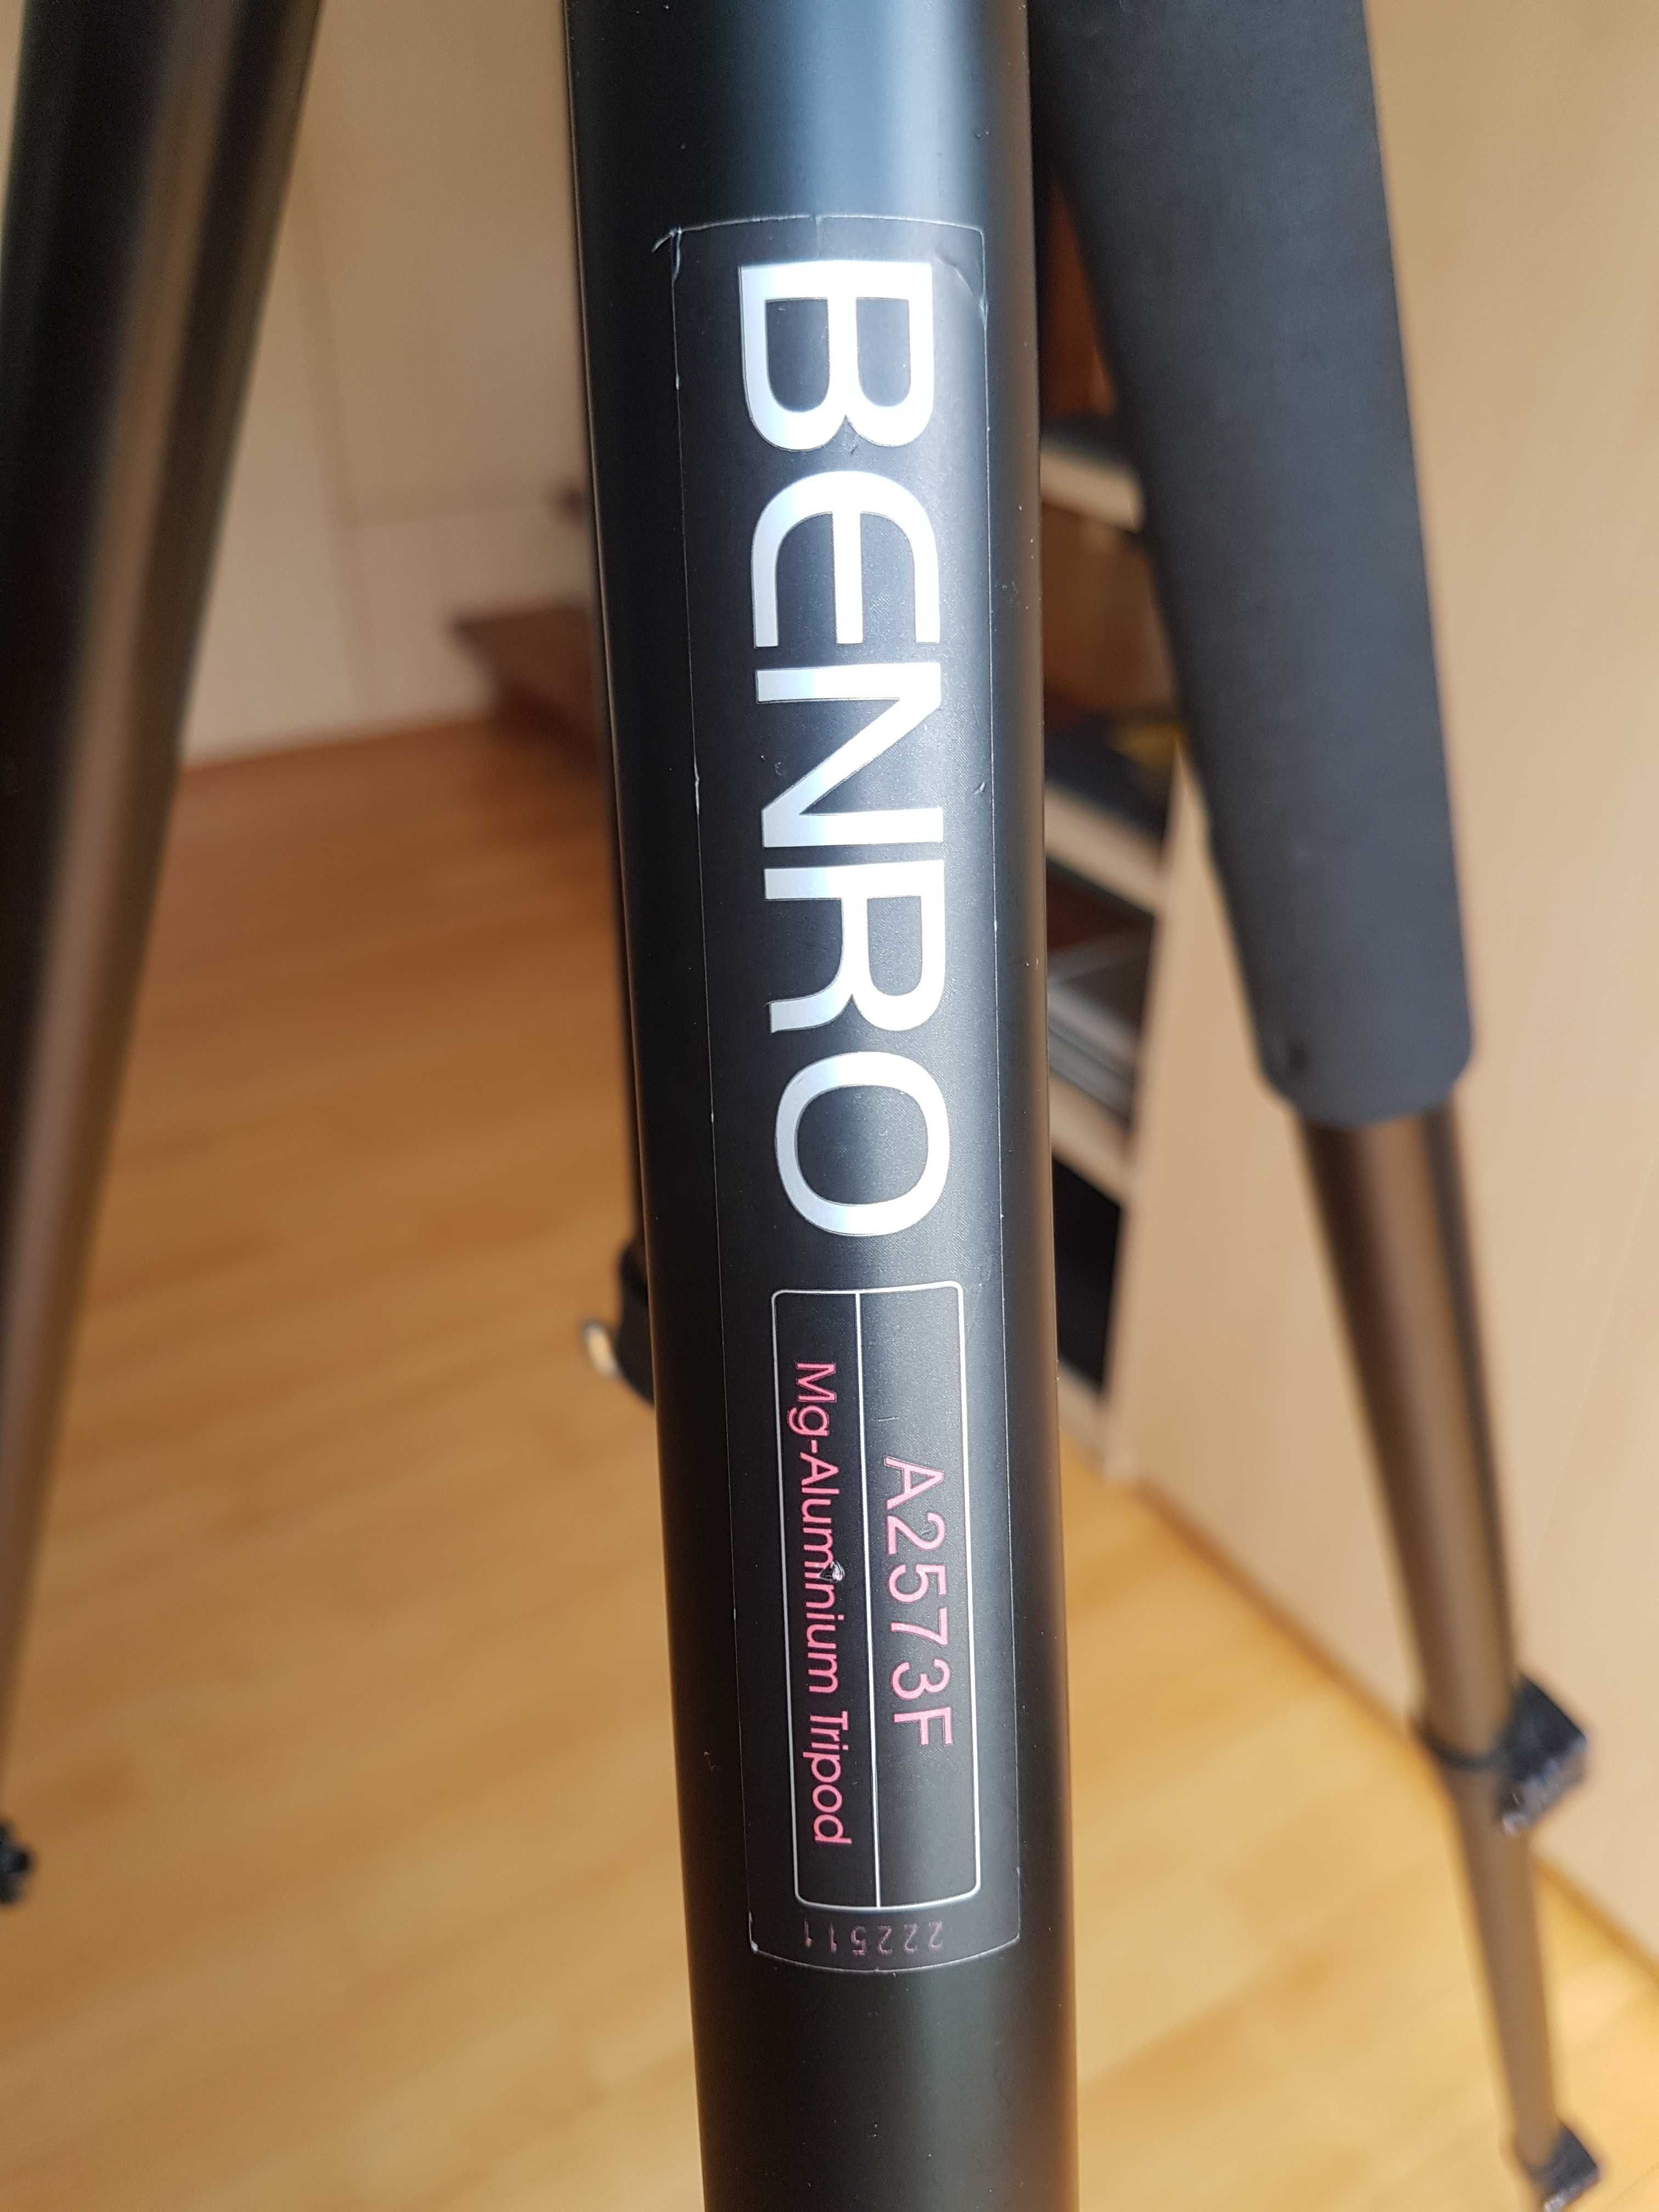 BENRO
A2573F
Mg-Aluminium Tripod
222511